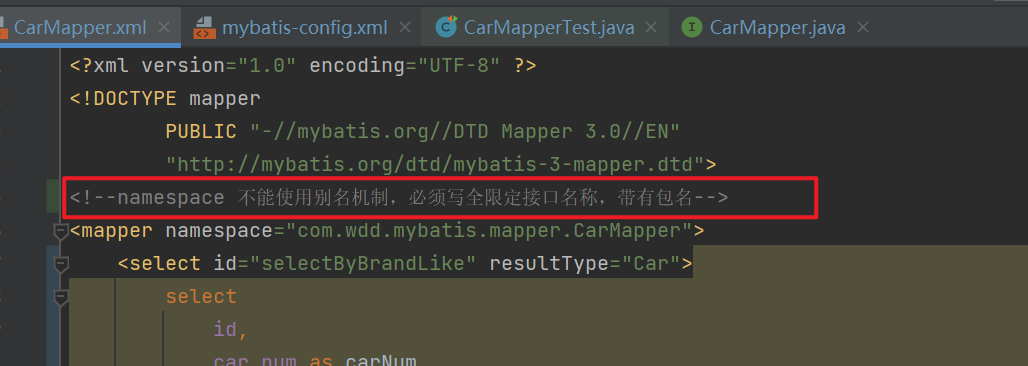 CarMapper.xml mybatis-config.xml CarMapperTest.java CarMapper.java
<?xml version="1.0" encoding="UTF-8" ?>
<!DOCTYPE mapper
PUBLIC "-//mybatis.org//DTD Mapper 3.0//EN"
"http://mybatis.org/dtd/mybatis-3-mapper.dtd">
<!--namespace 不能使用别名机制，必须写全限定接口名称，带有包名-->
<mapper namespace="com.wdd.mybatis.mapper.CarMapper">
<select id="selectByBrandLike" resultType="Car">
select
id,
car_num as carNum